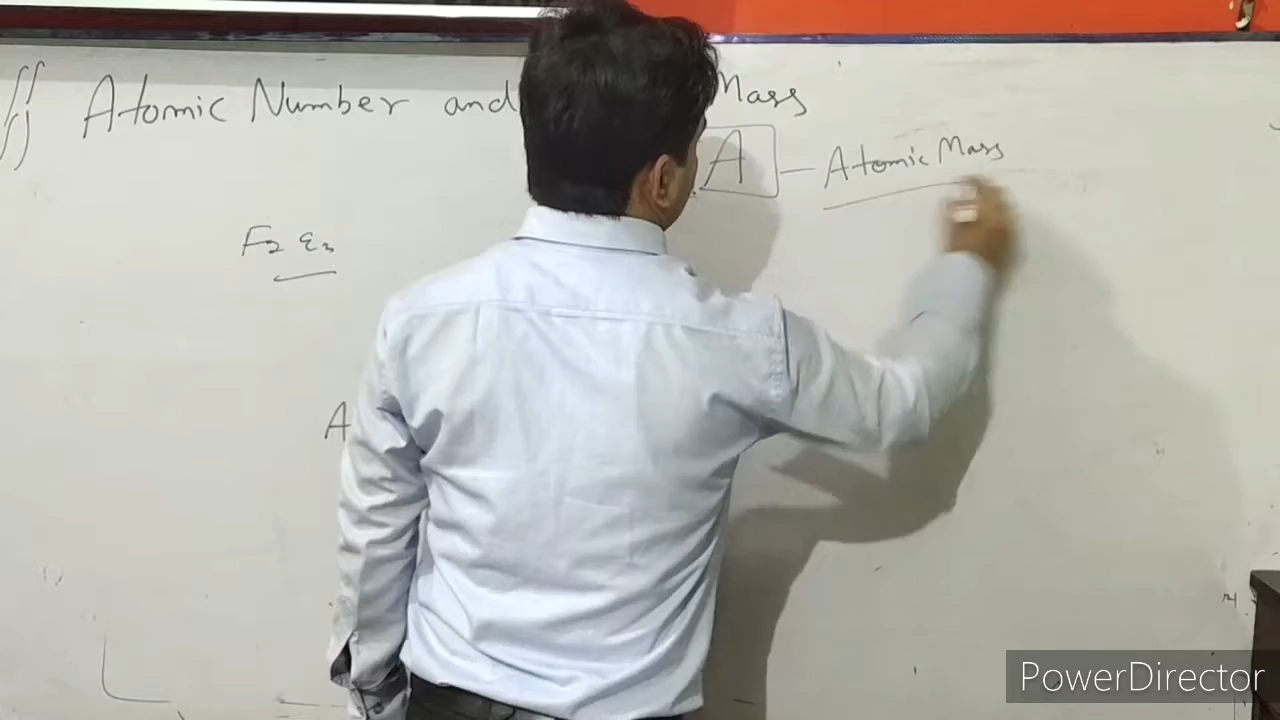 Atomic Number and Mass
A — Atomic Mass
A
PowerDirector